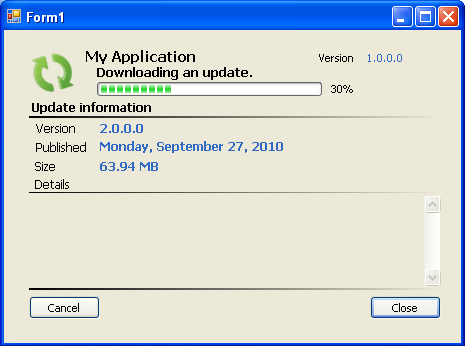 Form1
My Application
Version 1.0.0.0
Downloading an update.
30%
Update information
Version 2.0.0.0
Published Monday, September 27, 2010
Size 63.94 MB
Details
Cancel Close